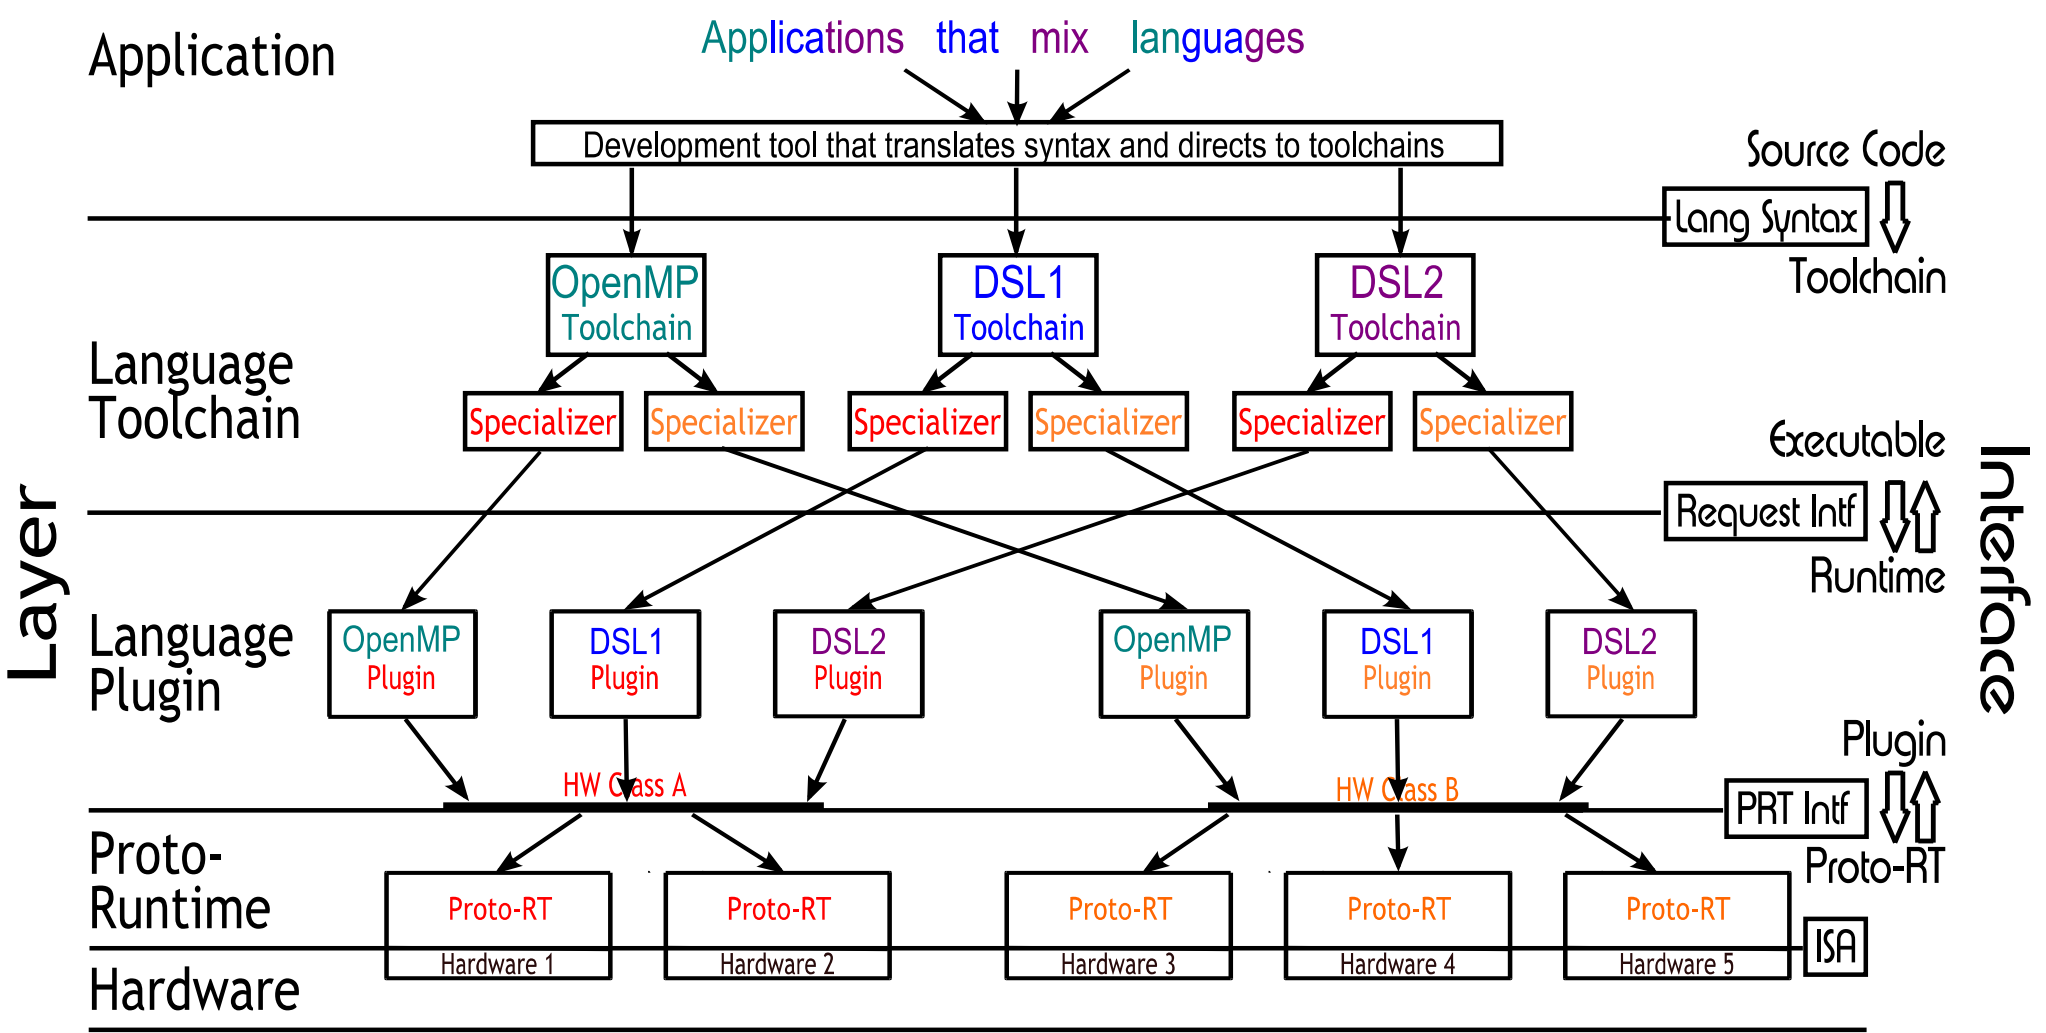 Application
Applications that mix languages
Development tool that translates syntax and directs to toolchains
Source Code
Lang Syntax
Toolchain
OpenMP
Toolchain
DSL1
Toolchain
DSL2
Toolchain
Language
Toolchain
Specializer
Specializer
Specializer
Specializer
Specializer
Specializer
Executable
Request Intf
Runtime
Layer
Interface
Language
Plugin
OpenMP
Plugin
DSL1
Plugin
DSL2
Plugin
OpenMP
Plugin
DSL1
Plugin
DSL2
Plugin
Plugin
HW Class A
HW Class B
PRT Intf
Proto-RT
Proto-
Runtime
Proto-RT
Proto-RT
Proto-RT
Proto-RT
Proto-RT
ISA
Hardware 1
Hardware 2
Hardware 3
Hardware 4
Hardware 5
Hardware